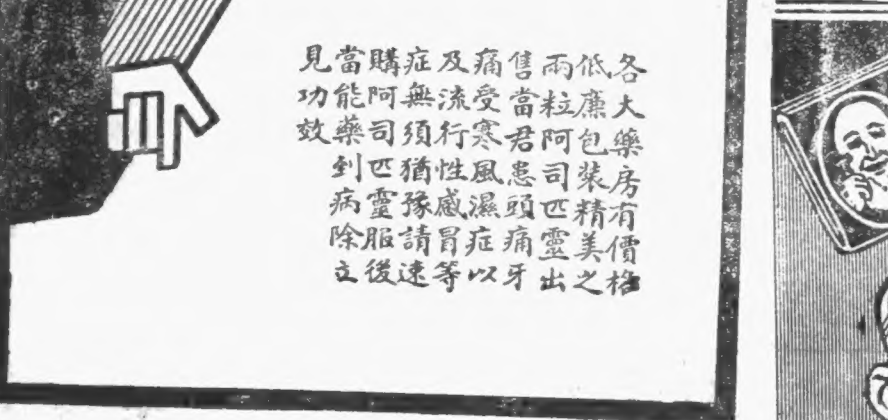 各大藥房有價格
低廉包裝精美之
兩粒阿司匹靈出
售當君患頭痛牙
痛受寒風濕症以
及流行性感冒等
症無須猶豫請速
購阿司匹靈服後
當能藥到病除立
見功效